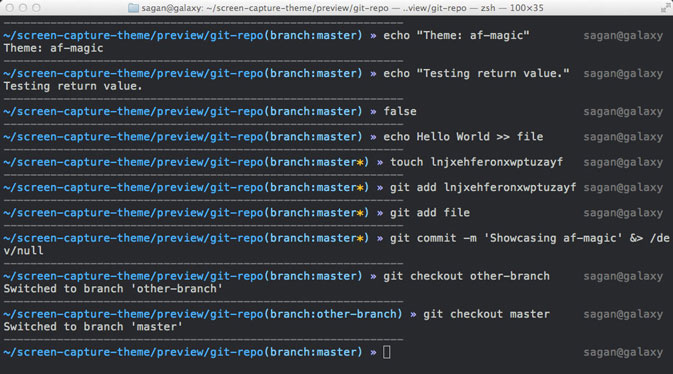 sagan@galaxy: ~/screen-capture-theme/preview/git-repo — ..view/git-repo — zsh — 100×35
~/screen-capture-theme/preview/git-repo(branch:master) » echo "Theme: af-magic" sagan@galaxy
Theme: af-magic
~/screen-capture-theme/preview/git-repo(branch:master) » echo "Testing return value." sagan@galaxy
Testing return value.
~/screen-capture-theme/preview/git-repo(branch:master) » false sagan@galaxy
~/screen-capture-theme/preview/git-repo(branch:master) » echo Hello World >> file sagan@galaxy
~/screen-capture-theme/preview/git-repo(branch:master*) » touch lnjxehferonxwptuzayf sagan@galaxy
~/screen-capture-theme/preview/git-repo(branch:master*) » git add lnjxehferonxwptuzayf sagan@galaxy
~/screen-capture-theme/preview/git-repo(branch:master*) » git add file sagan@galaxy
~/screen-capture-theme/preview/git-repo(branch:master*) » git commit -m 'Showcasing af-magic' &> /de
v/null
~/screen-capture-theme/preview/git-repo(branch:master) » git checkout other-branch sagan@galaxy
Switched to branch 'other-branch'
~/screen-capture-theme/preview/git-repo(branch:other-branch) » git checkout master sagan@galaxy
Switched to branch 'master'
~/screen-capture-theme/preview/git-repo(branch:master) » sagan@galaxy